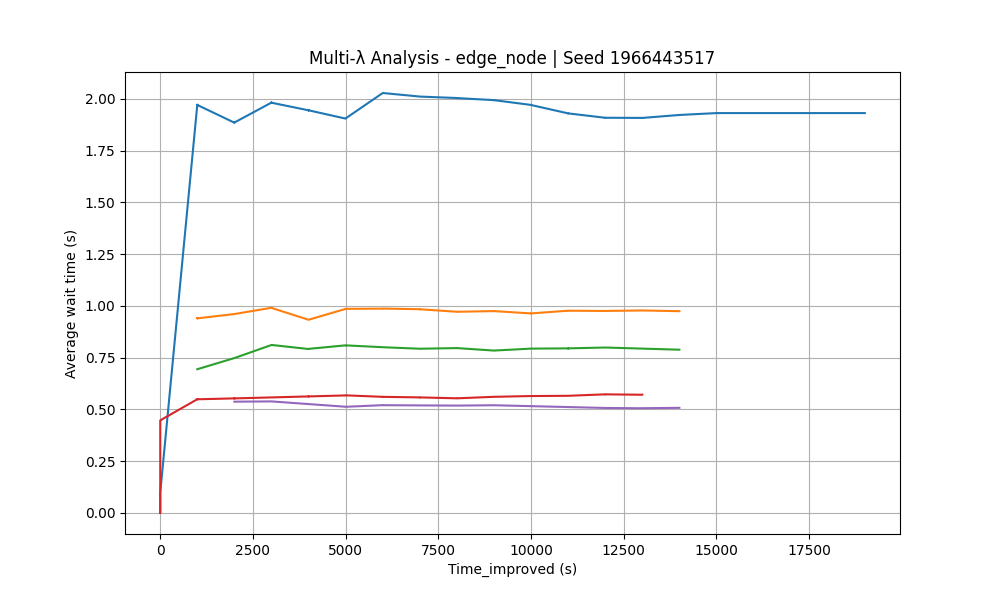 Multi-λ Analysis - edge_node | Seed 1966443517
2.00
1.75
1.50
1.25
1.00
0.75
0.50
0.25
0.00
Average wait time (s)
0 2500 5000 7500 10000 12500 15000 17500
Time_improved (s)